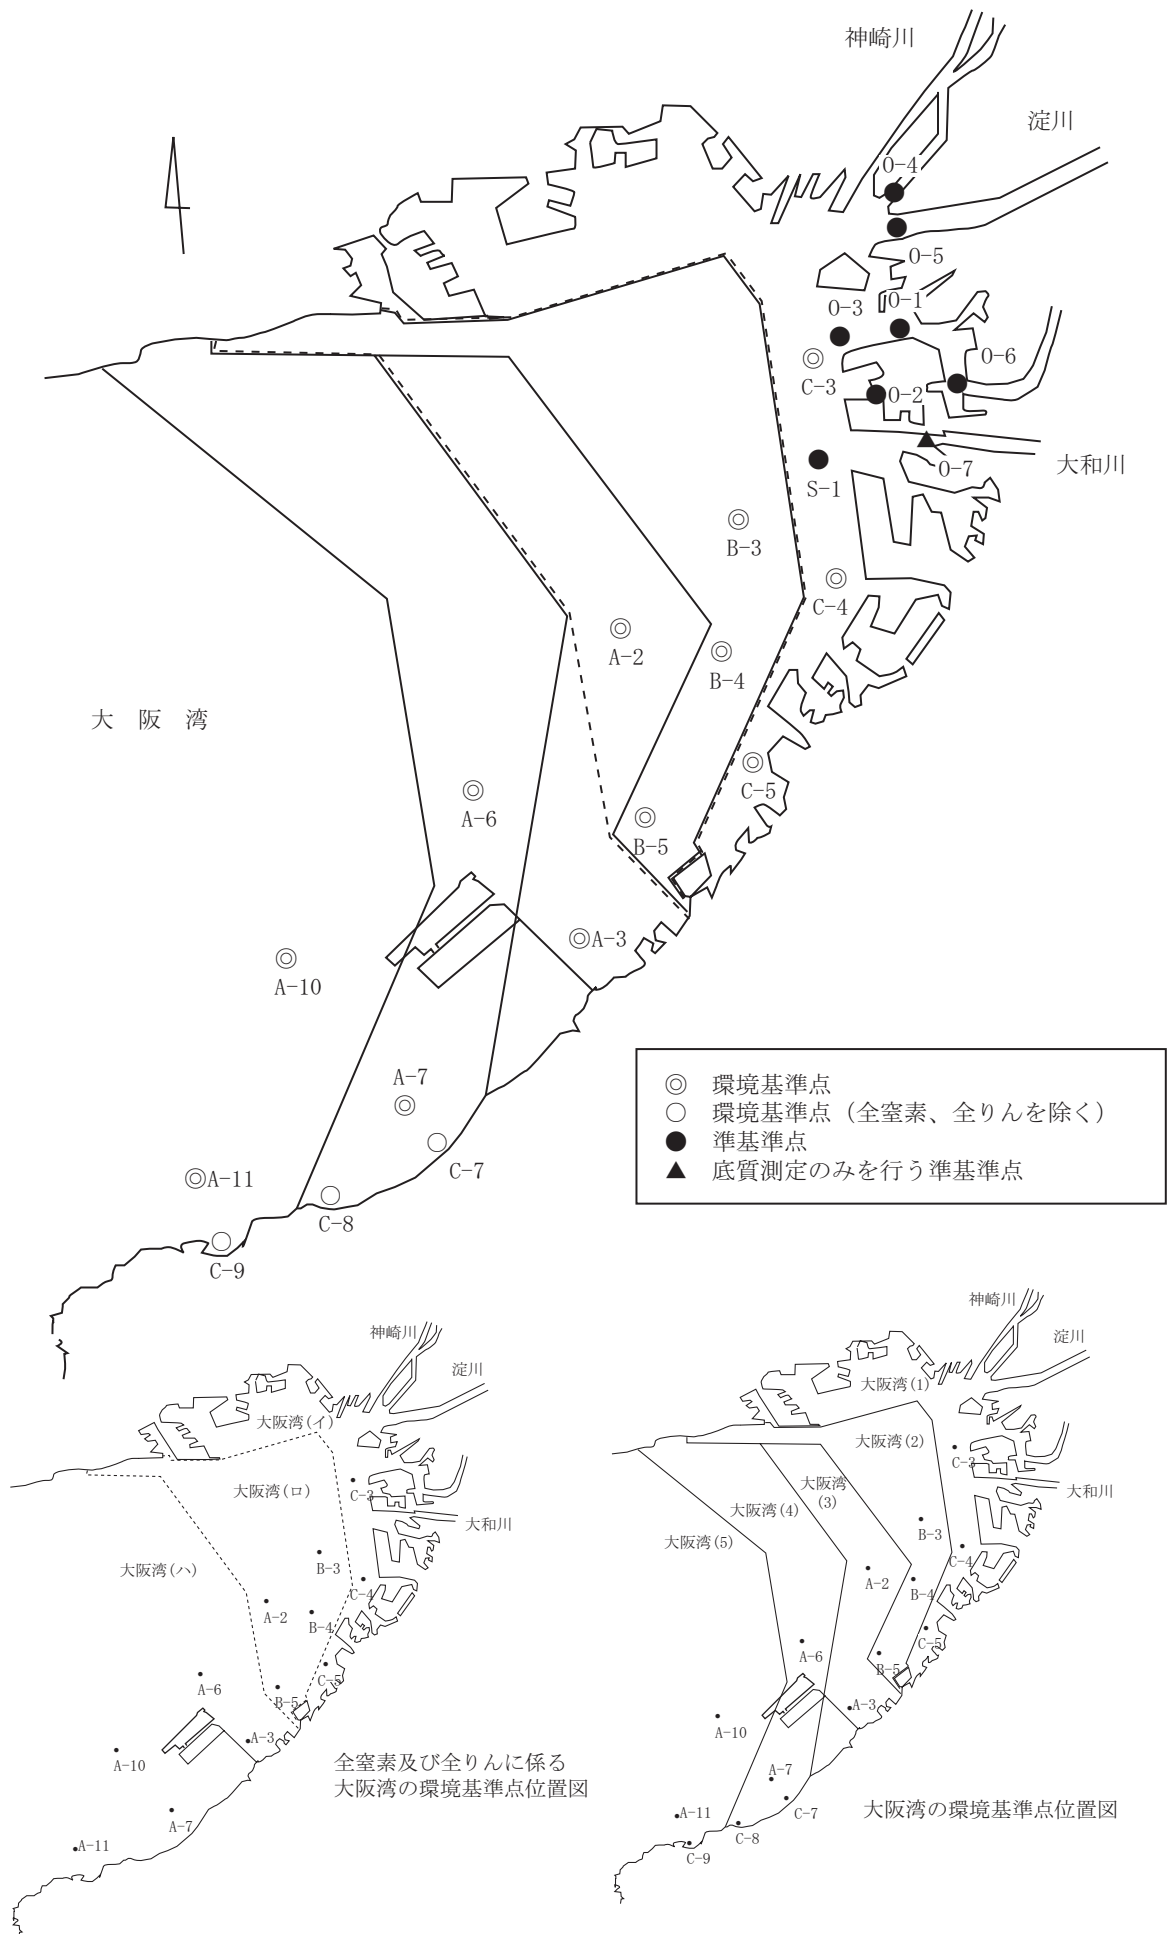 神崎川
淀川
O-4
O-5
O-3
O-1
O-6
C-3
O-2
大和川
O-7
S-1
B-3
C-4
A-2
B-4
大 阪 湾
C-5
A-6
B-5
A-3
A-10
A-7
C-7
A-11
C-8
C-9
◎ 環境基準点
○ 環境基準点（全窒素、全りんを除く）
● 準基準点
▲ 底質測定のみを行う準基準点
神崎川
淀川
大阪湾(イ)
大阪湾(ロ)
C-3
大和川
大阪湾(ハ)
B-3
C-4
A-2
B-4
C-5
A-6
B-5
A-3
A-10
A-7
A-11
全窒素及び全りんに係る
大阪湾の環境基準点位置図
神崎川
淀川
大阪湾(1)
大阪湾(2)
C-3
大阪湾
(3)
大和川
大阪湾(4)
大阪湾(5)
B-3
C-4
A-2
B-4
C-5
A-6
B-5
A-3
A-10
A-7
C-7
A-11
C-8
C-9
大阪湾の環境基準点位置図